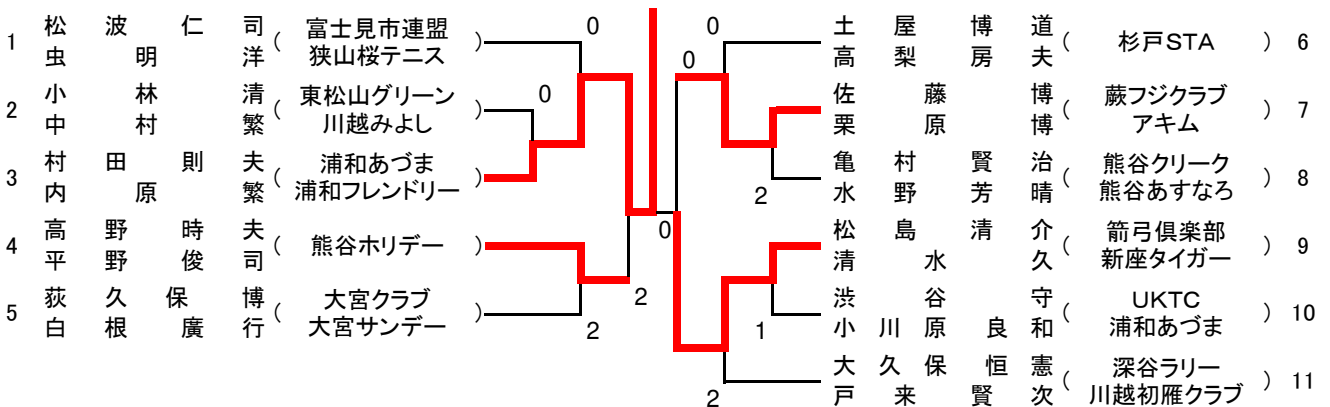 1 松波仁司 ( 富士見市連盟 )
虫明洋 狭山桜テニス
2 小林清 ( 東松山グリーン )
中村繁 川越みよし
3 村田則夫 ( 浦和あづま )
内原繁 浦和フレンドリー
4 高野時夫 ( 熊谷ホリデー )
平野俊司
5 荻久保博 ( 大宮クラブ )
白根廣行 大宮サンデー
0
0
2
2
0
0
0
2
1
2
土屋博道 ( 杉戸STA ) 6
高梨房夫
佐藤博 ( 蕨フジクラブ ) 7
栗原博 アキム
亀村賢治 ( 熊谷クリーク ) 8
水野芳晴 熊谷あすなろ
松島清介 ( 箭弓倶楽部 ) 9
清水久 新座タイガー
渋谷守 ( UKTC ) 10
小川原良和 浦和あづま
大久保恒憲 ( 深谷ラリー ) 11
戸来賢次 川越初雁クラブ